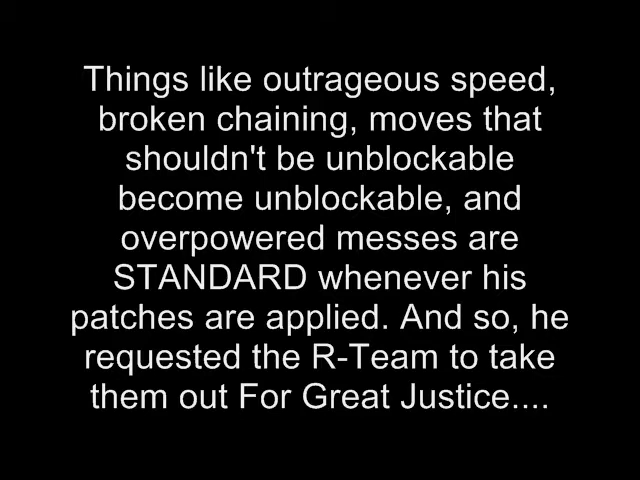 Things like outrageous speed,
broken chaining, moves that
shouldn't be unblockable
become unblockable, and
overpowered messes are
STANDARD whenever his
patches are applied. And so, he
requested the R-Team to take
them out For Great Justice....